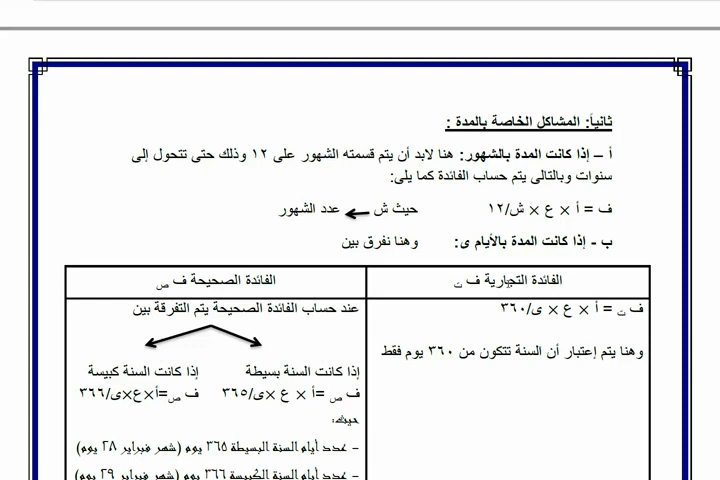 ثانياً: المشاكل الخاصة بالمدة :
أ – إذا كانت المدة بالشهور: هنا لابد أن يتم قسمته الشهور على ١٢ وذلك حتى تتحول إلى
سنوات وبالتالى يتم حساب الفائدة كما يلى:
ف = أ × ع × ش/١٢ حيث ش عدد الشهور
ب - إذا كانت المدة بالأيام ى: وهنا نفرق بين
الفائدة التجارية ف ت
ف ت = أ × ع × ى/٣٦٠
وهنا يتم إعتبار أن السنة تتكون من ٣٦٠ يوم فقط
الفائدة الصحيحة ف ص
عند حساب الفائدة الصحيحة يتم التفرقة بين
إذا كانت السنة بسيطة إذا كانت السنة كبيسة
ف ص =أ × ع ×ى/٣٦٥ ف ص =أ×ع×ى/٣٦٦
حيث:
- عدد أيام السنة البسيطة ٣٦٥ يوم (شهر فبراير ٢٨ يوم)
- عدد أيام السنة الكبيسة ٣٦٦ يوم (شهر فبراير ٢٩ يوم)